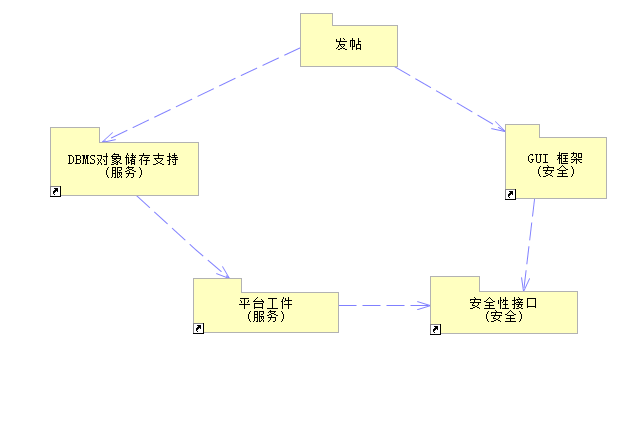 发帖
DBMS对象储存支持
(服务)
GUI 框架
(安全)
平台工件
(服务)
安全性接口
(安全)